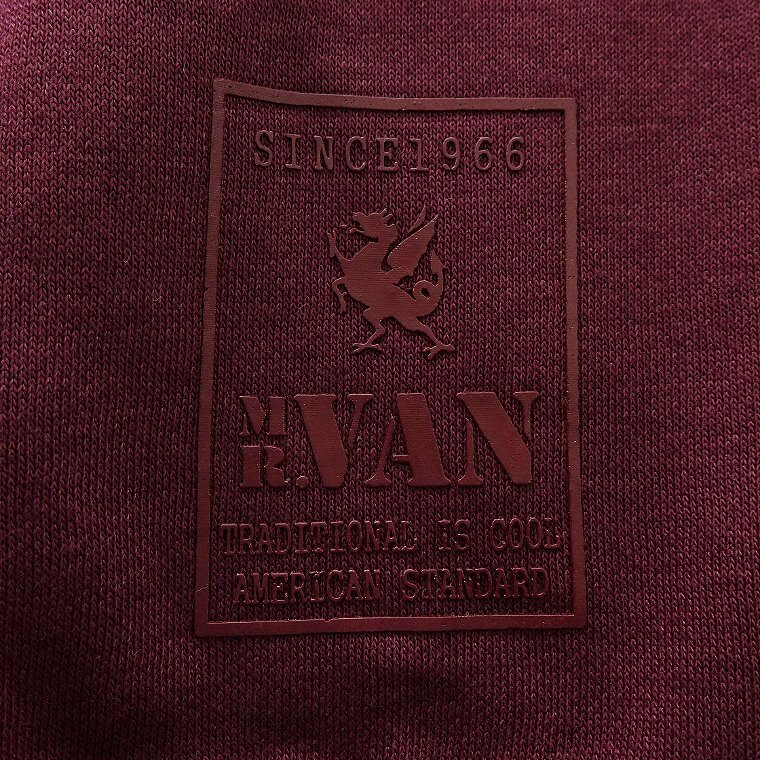 SINCE1966
MR.VAN
TRADITIONAL IS COOL
AMERICAN STANDARD